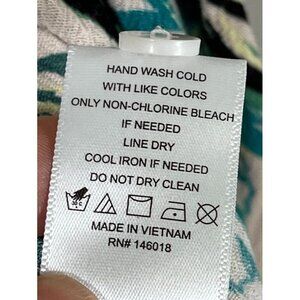 HAND WASH COLD
WITH LIKE COLORS
ONLY NON-CHLORINE BLEACH
IF NEEDED
LINE DRY
COOL IRON IF NEEDED
DO NOT DRY CLEAN
30°C
MADE IN VIETNAM
RN# 146018